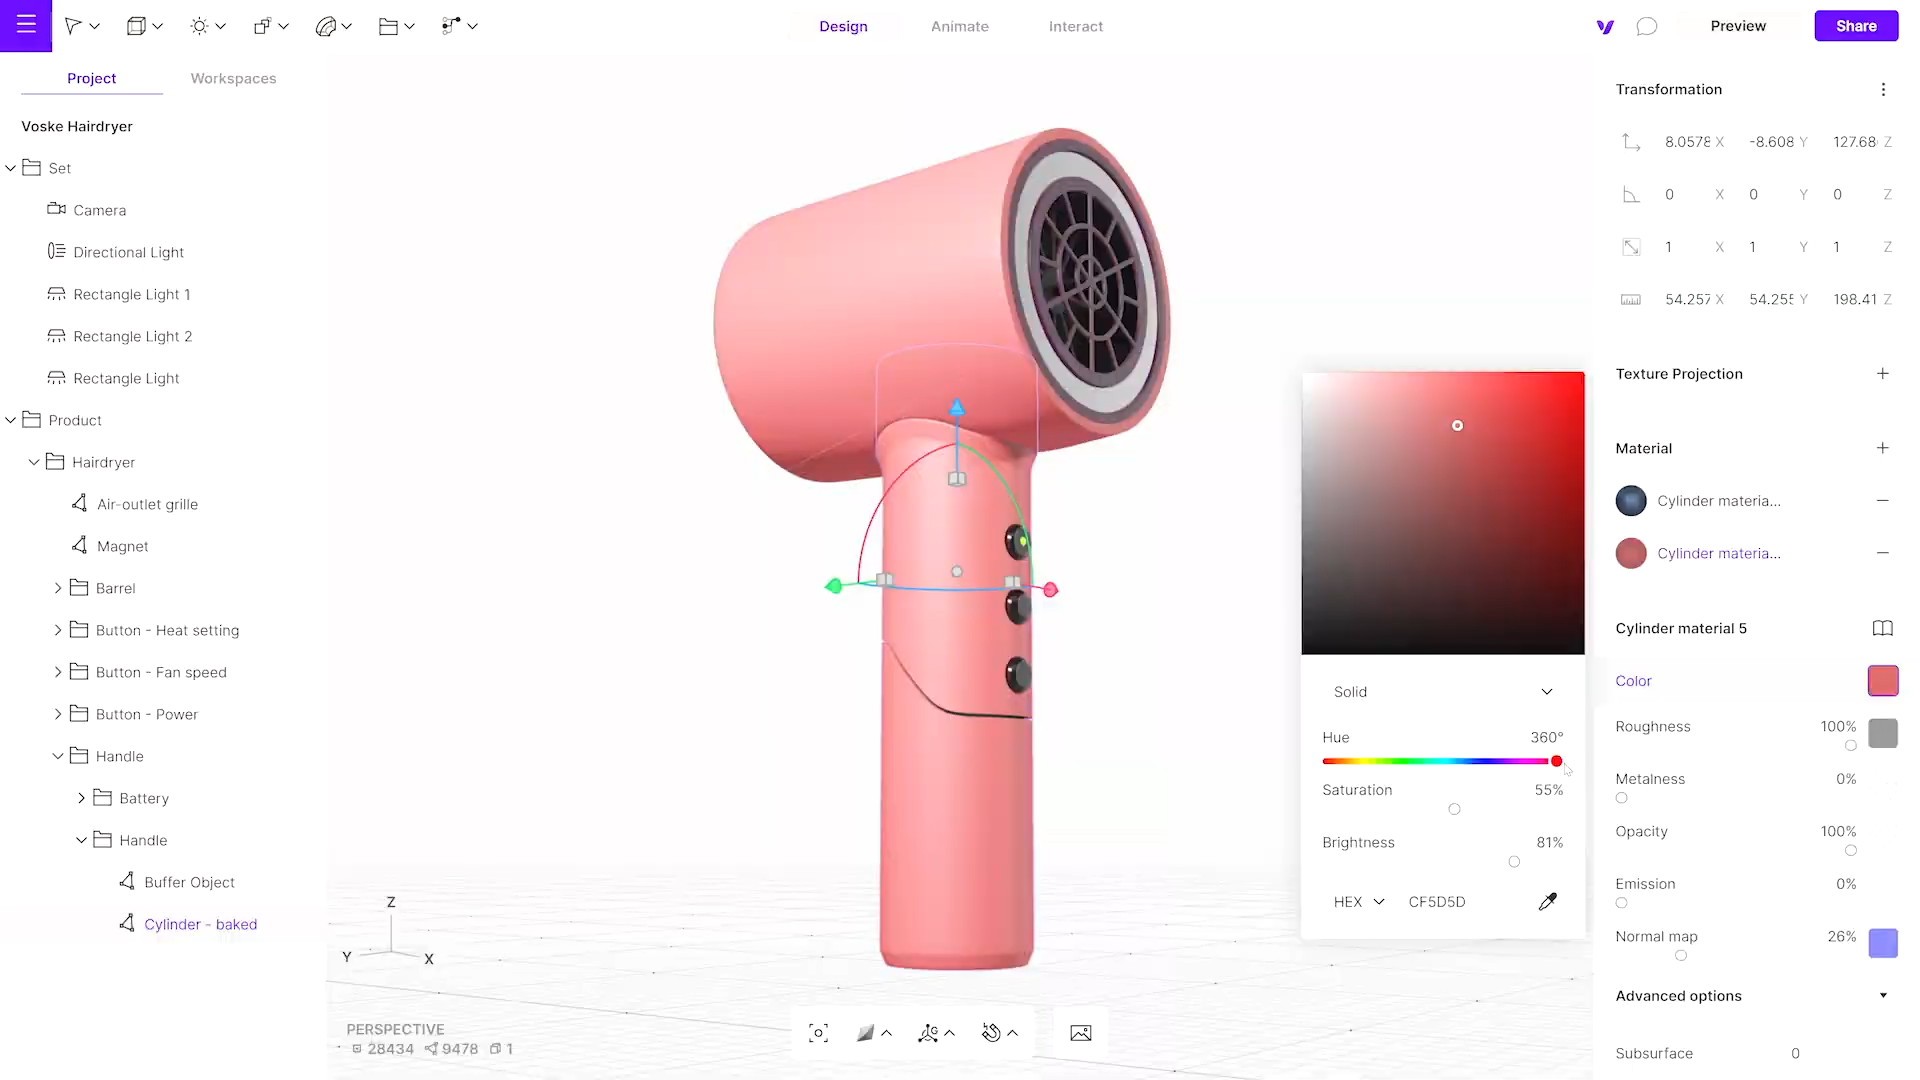 Design
Animate
Interact
Preview
Share
Project
Workspaces
Voske Hairdryer
Set
Camera
Directional Light
Rectangle Light 1
Rectangle Light 2
Rectangle Light
Product
Hairdryer
Air-outlet grille
Magnet
Barrel
Button - Heat setting
Button - Fan speed
Button - Power
Handle
Battery
Handle
Buffer Object
Cylinder - baked
Z
Y
X
PERSPECTIVE
28434 9478 1
Solid
Hue 360°
Saturation 55%
Brightness 81%
HEX CF5D5D
Transformation
8.0578 X -8.608 Y 127.68 Z
0 X 0 Y 0 Z
1 X 1 Y 1 Z
54.257 X 54.255 Y 198.41 Z
Texture Projection
Material
Cylinder materia...
Cylinder materia...
Cylinder material 5
Color
Roughness 100%
Metalness 0%
Opacity 100%
Emission 0%
Normal map 26%
Advanced options
Subsurface 0